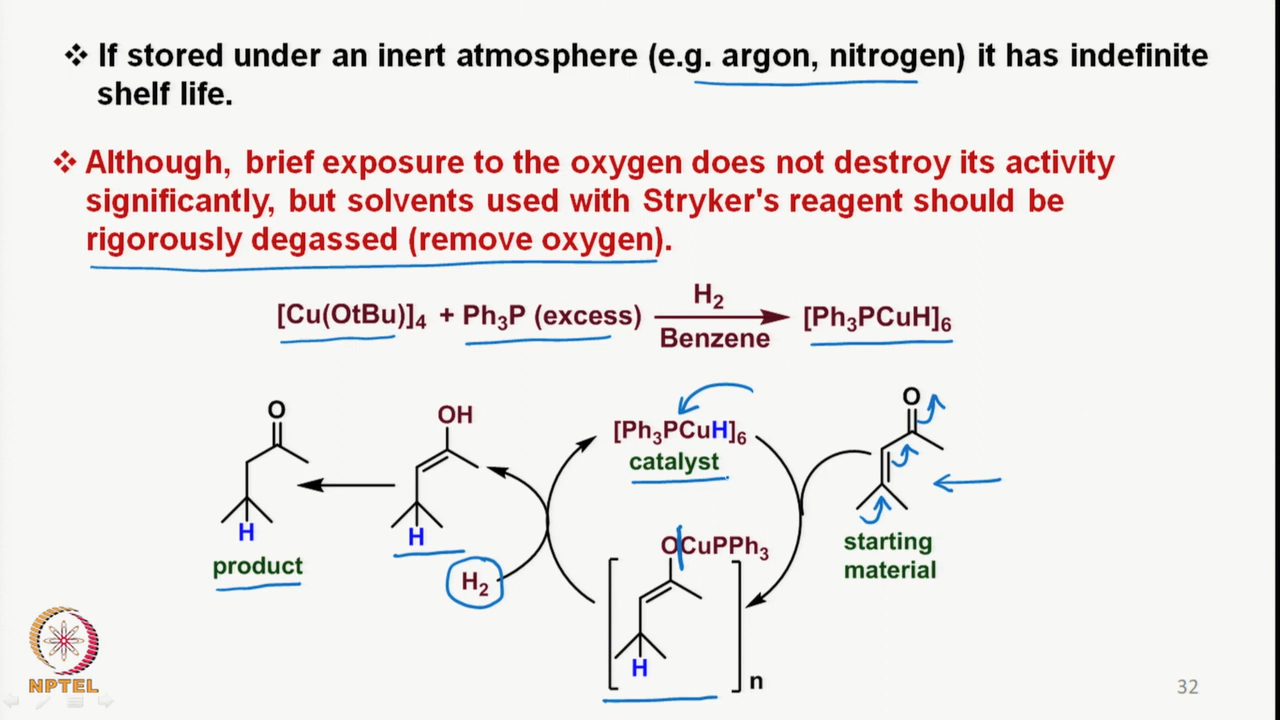 ❖ If stored under an inert atmosphere (e.g. argon, nitrogen) it has indefinite
shelf life.
❖ Although, brief exposure to the oxygen does not destroy its activity
significantly, but solvents used with Stryker's reagent should be
rigorously degassed (remove oxygen).
[Cu(OtBu)]4 + Ph3P (excess) H2 Benzene [Ph3PCuH]6
O
H
product
OH
H
H2
[Ph3PCuH]6
catalyst
OCuPPh3
H
n
O
starting
material
NPTEL
32